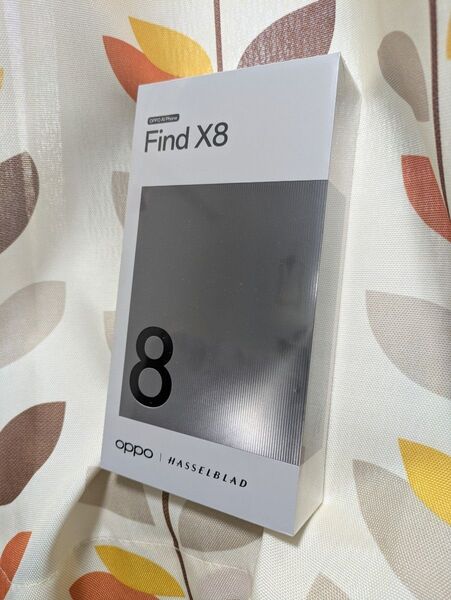 OPPO AI Phone
Find X8
8
oppo | HASSELBLAD